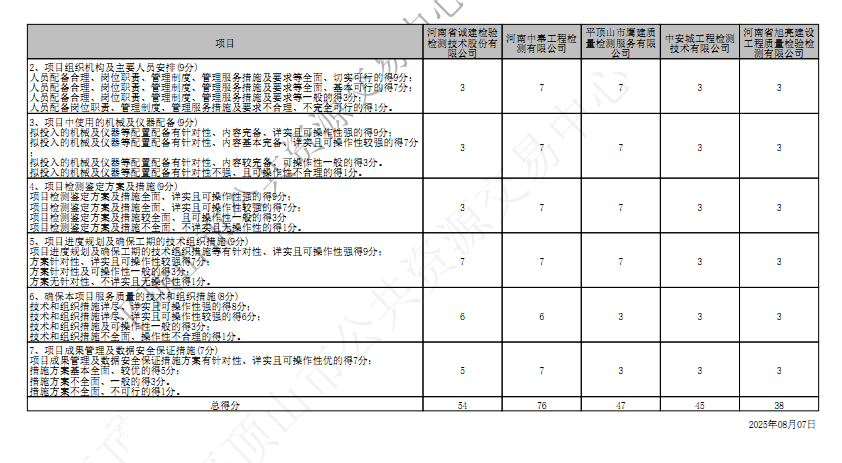 项目
河南省诚建检验检测技术股份有限公司
河南中泰工程检测有限公司
平顶山市鹰建质量检测服务有限公司
中安城工程检测技术有限公司
河南省旭亮建设工程质量检验检测有限公司
2、项目组织机构及主要人员安排(9分)
人员配备合理、岗位职责、管理制度、管理服务措施及要求等全面、切实可行的得9分;
人员配备合理、岗位职责、管理制度、管理服务措施及要求等全面、基本可行的得7分;
人员配备合理、岗位职责、管理制度、管理服务措施及要求等一般的得3分;
人员配备岗位职责、管理制度、管理服务措施及要求不合理、不完全可行的得1分。
3 7 7 3 3
3、项目中使用的机械及仪器配备(9分)
拟投入的机械及仪器等配置配备有针对性、内容完备、详实且可操作性强的得9分;
拟投入的机械及仪器等配置配备有针对性、内容基本完备、详实且可操作性较强的得7分
;
拟投入的机械及仪器等配置配备有针对性、内容较完备、可操作性一般的得3分。
拟投入的机械及仪器等配置配备有针对性不强、且可操作性不合理的得1分。
3 7 7 3 3
4、项目检测鉴定方案及措施(9分)
项目检测鉴定方案及措施全面、详实且可操作性强的得9分;
项目检测鉴定方案及措施全面、详实且可操作性较强的得7分;
项目检测鉴定方案及措施较全面、且可操作性一般的得3分
项目检测鉴定方案及措施不全面、不详实且无操作性的得1分。
3 7 7 3 3
5、项目进度规划及确保工期的技术组织措施(9分)
项目进度规划及确保工期的技术组织措施等有针对性、详实且可操作性强得9分;
方案针对性、详实且可操作性较强得7分;
方案针对性及可操作性一般的得3分;
方案无针对性、不详实且无操作性得1分。
7 7 7 3 3
6、确保本项目服务质量的技术和组织措施(8分)
技术和组织措施详尽、详实且可操作性强的得8分;
技术和组织措施详尽、详实且可操作性较强的得6分;
技术和组织措施及可操作性一般的得3分;
技术和组织措施不全面、操作性不合理的得1分。
6 6 3 3 3
7、项目成果管理及数据安全保证措施(7分)
项目成果管理及数据安全保证措施方案有针对性、详实且可操作性优的得7分;
措施方案基本全面、较优的得5分;
措施方案不全面、一般的得3分。
措施方案不全面、不可行的得1分。
5 7 3 3 3
总得分 54 76 47 45 38
2025年08月07日
平顶山市公共资源交易中心